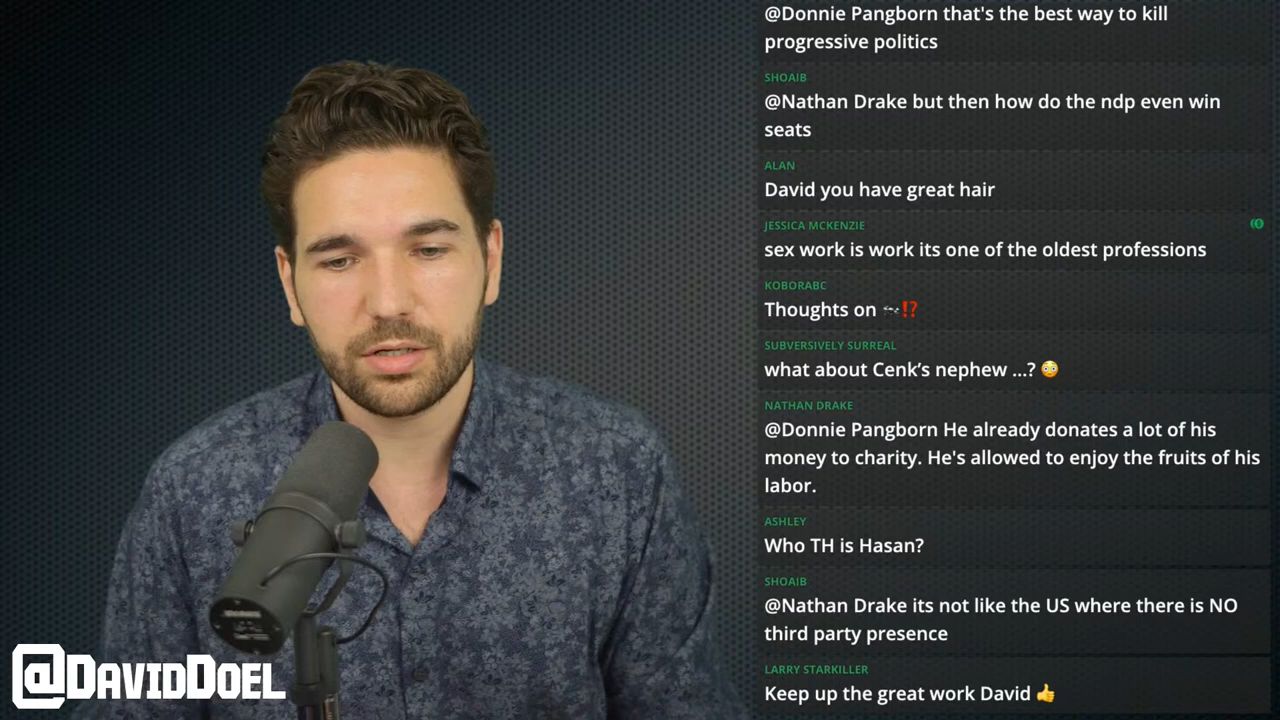 @Donnie Pangborn that's the best way to kill
progressive politics
SHOAIB
@Nathan Drake but then how do the ndp even win
seats
ALAN
David you have great hair
JESSICA MCKENZIE
sex work is work its one of the oldest professions
KOBORABC
Thoughts on 🐄⁉️
SUBVERSIVELY SURREAL
what about Cenk’s nephew ...? 😳
NATHAN DRAKE
@Donnie Pangborn He already donates a lot of his
money to charity. He's allowed to enjoy the fruits of his
labor.
ASHLEY
Who TH is Hasan?
SHOAIB
@Nathan Drake its not like the US where there is NO
third party presence
LARRY STARKILLER
Keep up the great work David 👍
@DAVIDDOEL